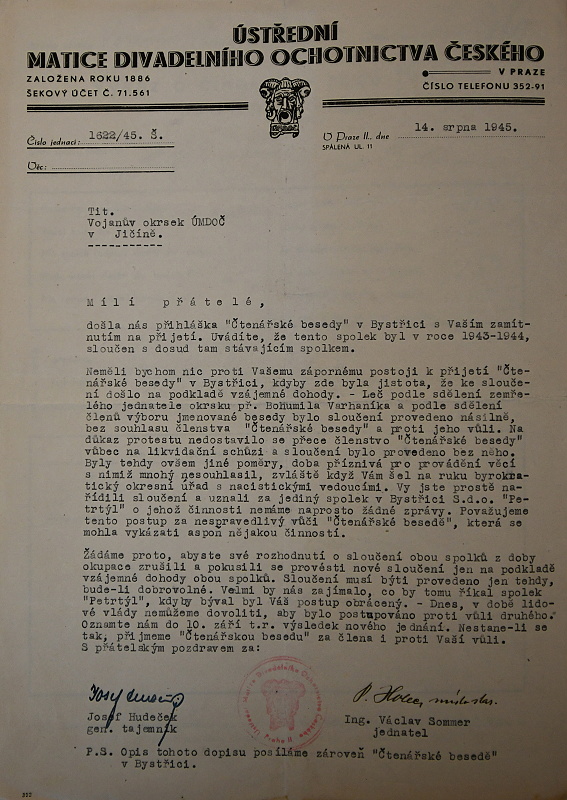 ÚSTŘEDNÍ
MATICE DIVADELNÍHO OCHOTNICTVA ČESKÉHO
ZALOŽENA ROKU 1886
V PRAZE
ŠEKOVÝ ÚČET Č. 71.561
ČÍSLO TELEFONU 352-91
Číslo jednací: 1622/45. Š.
V Praze II., dne 14. srpna 1945.
SPÁLENÁ UL. 11
Věc:
Tit.
Vojanův okrsek ÚMDOČ
v Jičíně.
-----------
Milí přátelé,
došla nás přihláška "Čtenářské besedy" v Bystřici s Vaším zamít-
nutím na přijetí. Uvádíte, že tento spolek byl v roce 1943-1944,
sloučen s dosud tam stávajícím spolkem.
Neměli bychom nic proti Vašemu zápornému postoji k přijetí "Čte-
nářské besedy" v Bystřici, kdyby zde byla jistota, že ke slouče-
ní došlo na podkladě vzájemné dohody. - Leč podle sdělení zemře-
lého jednatele okrsku př. Bohumila Varhaníka a podle sdělení
členů výboru jmenované besedy bylo sloučení provedeno násilně,
bez souhlasu členstva "Čtenářské besedy" a proti jeho vůli. Na
důkaz protestu nedostavilo se přece členstvo "Čtenářské besedy"
vůbec na likvidační schůzi a sloučení bylo provedeno bez něho.
Byly tehdy ovšem jiné poměry, doba příznivá pro provádění věcí
s nimiž mnohý nesouhlasil, zvláště když Vám šel na ruku byrokra-
tický okresní úřad s nacistickými vedoucími. Vy jste prostě na-
řídili sloučení a uznali za jediný spolek v Bystřici S.d.o. "Pe-
trtýl" o jehož činnosti nemáme naprosto žádné zprávy. Považujeme
tento postup za nespravedlivý vůči "Čtenářské besedě", která se
mohla vykázati aspoň nějakou činností.
Žádáme proto, abyste své rozhodnutí o sloučení obou spolků z doby
okupace zrušili a pokusili se provésti nové sloučení jen na podkladě
vzájemné dohody obou spolků. Sloučení musí býti provedeno jen tehdy,
bude-li dobrovolné. Velmi by nás zajímalo, co by tomu říkal spolek
"Petrtýl", kdyby býval byl Váš postup obrácený. - Dnes, v době lido-
vé vlády nemůžeme dovoliti, aby bylo postupováno proti vůli druhého.
Oznamte nám do 10. září t.r. výsledek nového jednání. Nestane-li se
tak, přijmeme "Čtenářskou besedu" za člena i proti Vaší vůli.
S přátelským pozdravem za:
Josef Hudeček
gen. tajemník
Ing. Václav Sommer
jednatel
P.S. Opis tohoto dopisu posíláme zároveň "Čtenářské besedě"
v Bystřici.